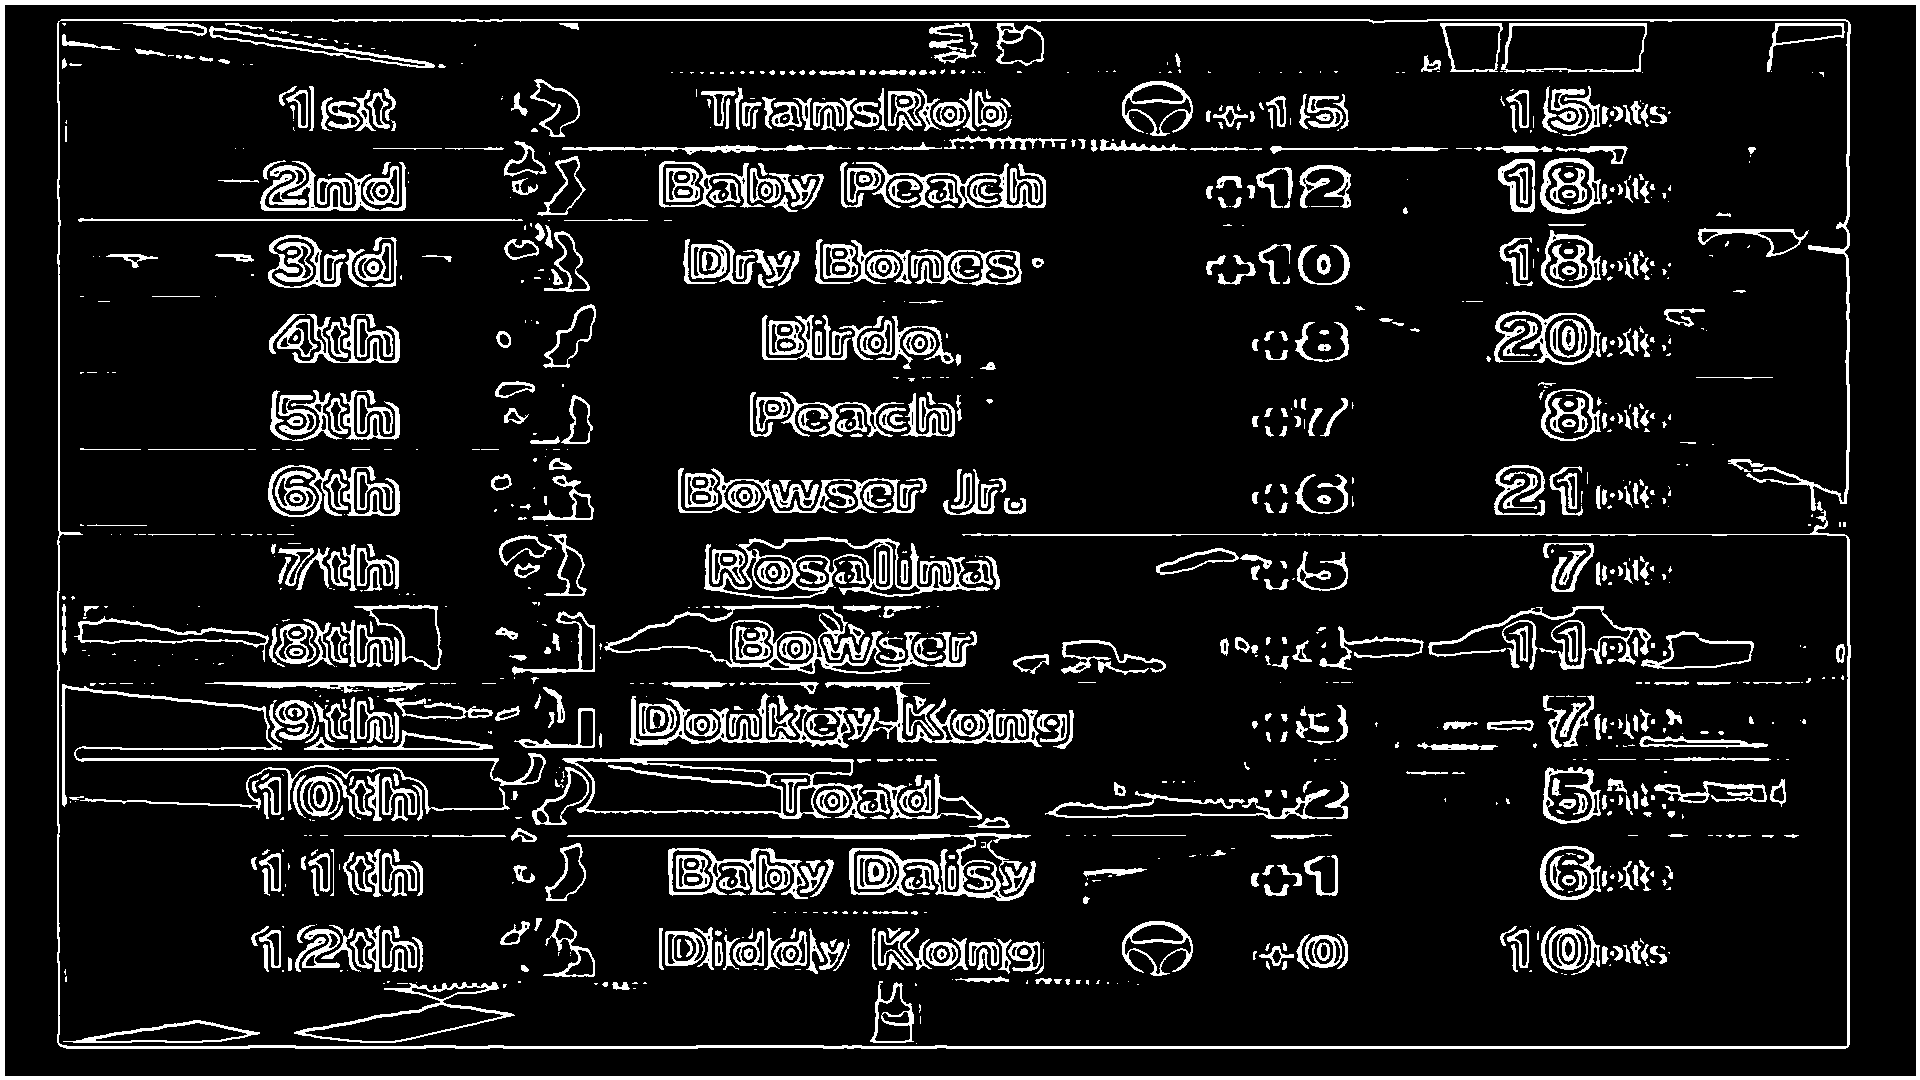 1st TransRob +15 15pts
2nd Baby Peach +12 18pts
3rd Dry Bones +10 18pts
4th Birdo +8 20pts
5th Peach +7 8pts
6th Bowser Jr. +6 21pts
7th Rosalina +5 7pts
8th Bowser +4 11pts
9th Donkey Kong +3 7pts
10th Toad +2 5pts
11th Baby Daisy +1 6pts
12th Diddy Kong +0 10pts